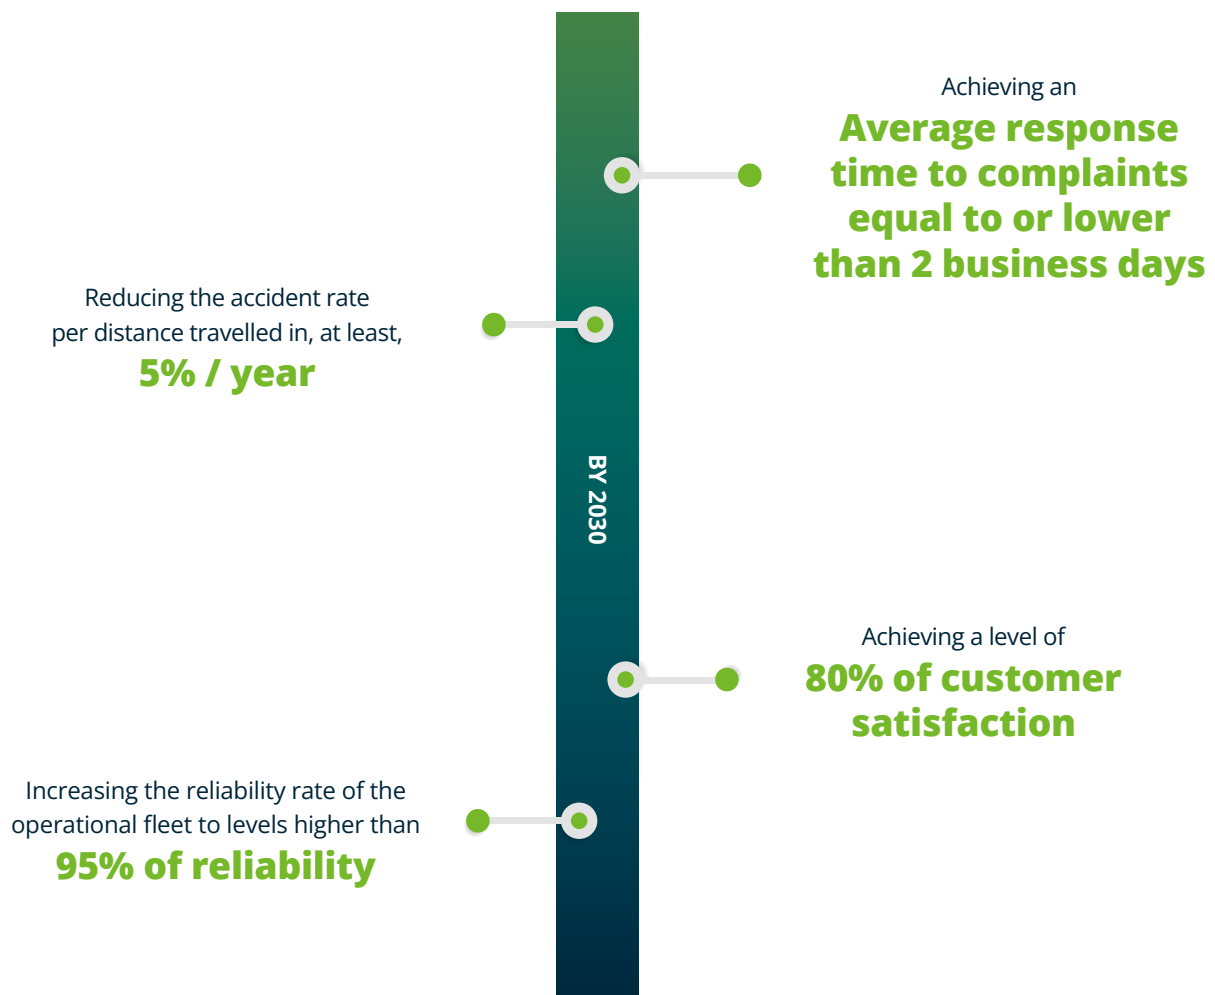 Achieving an
Average response
time to complaints
equal to or lower
than 2 business days
Reducing the accident rate
per distance travelled in, at least,
5% / year
BY 2030
Achieving a level of
80% of customer
satisfaction
Increasing the reliability rate of the
operational fleet to levels higher than
95% of reliability